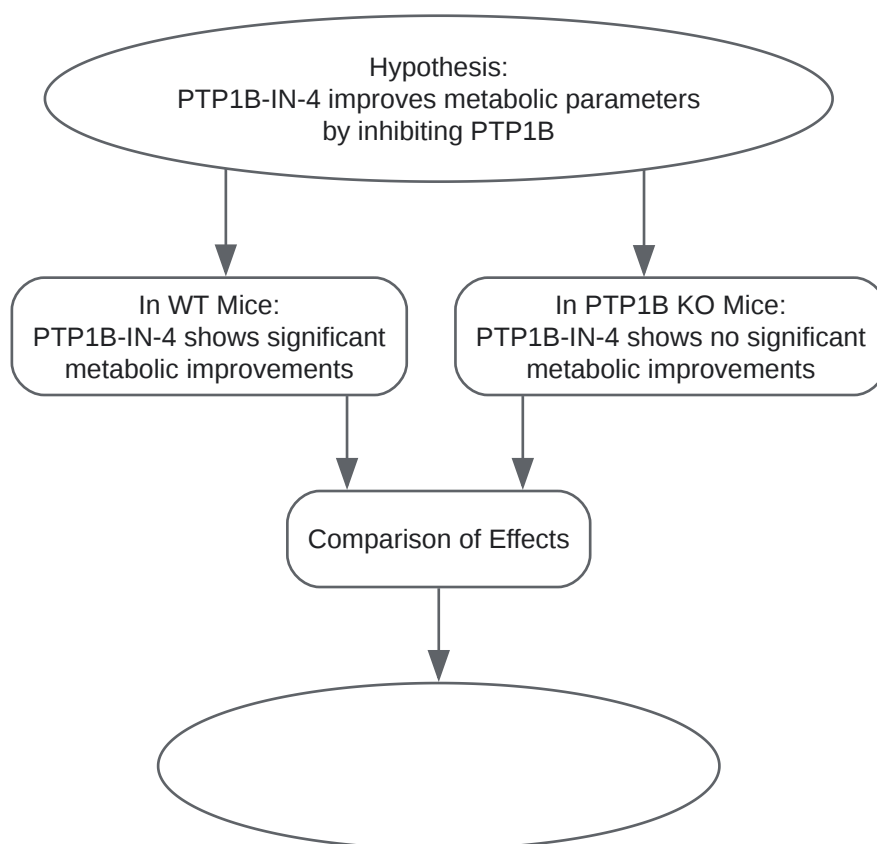 Hypothesis:
PTP1B-IN-4 improves metabolic parameters
by inhibiting PTP1B
In WT Mice:
PTP1B-IN-4 shows significant
metabolic improvements
In PTP1B KO Mice:
PTP1B-IN-4 shows no significant
metabolic improvements
Comparison of Effects